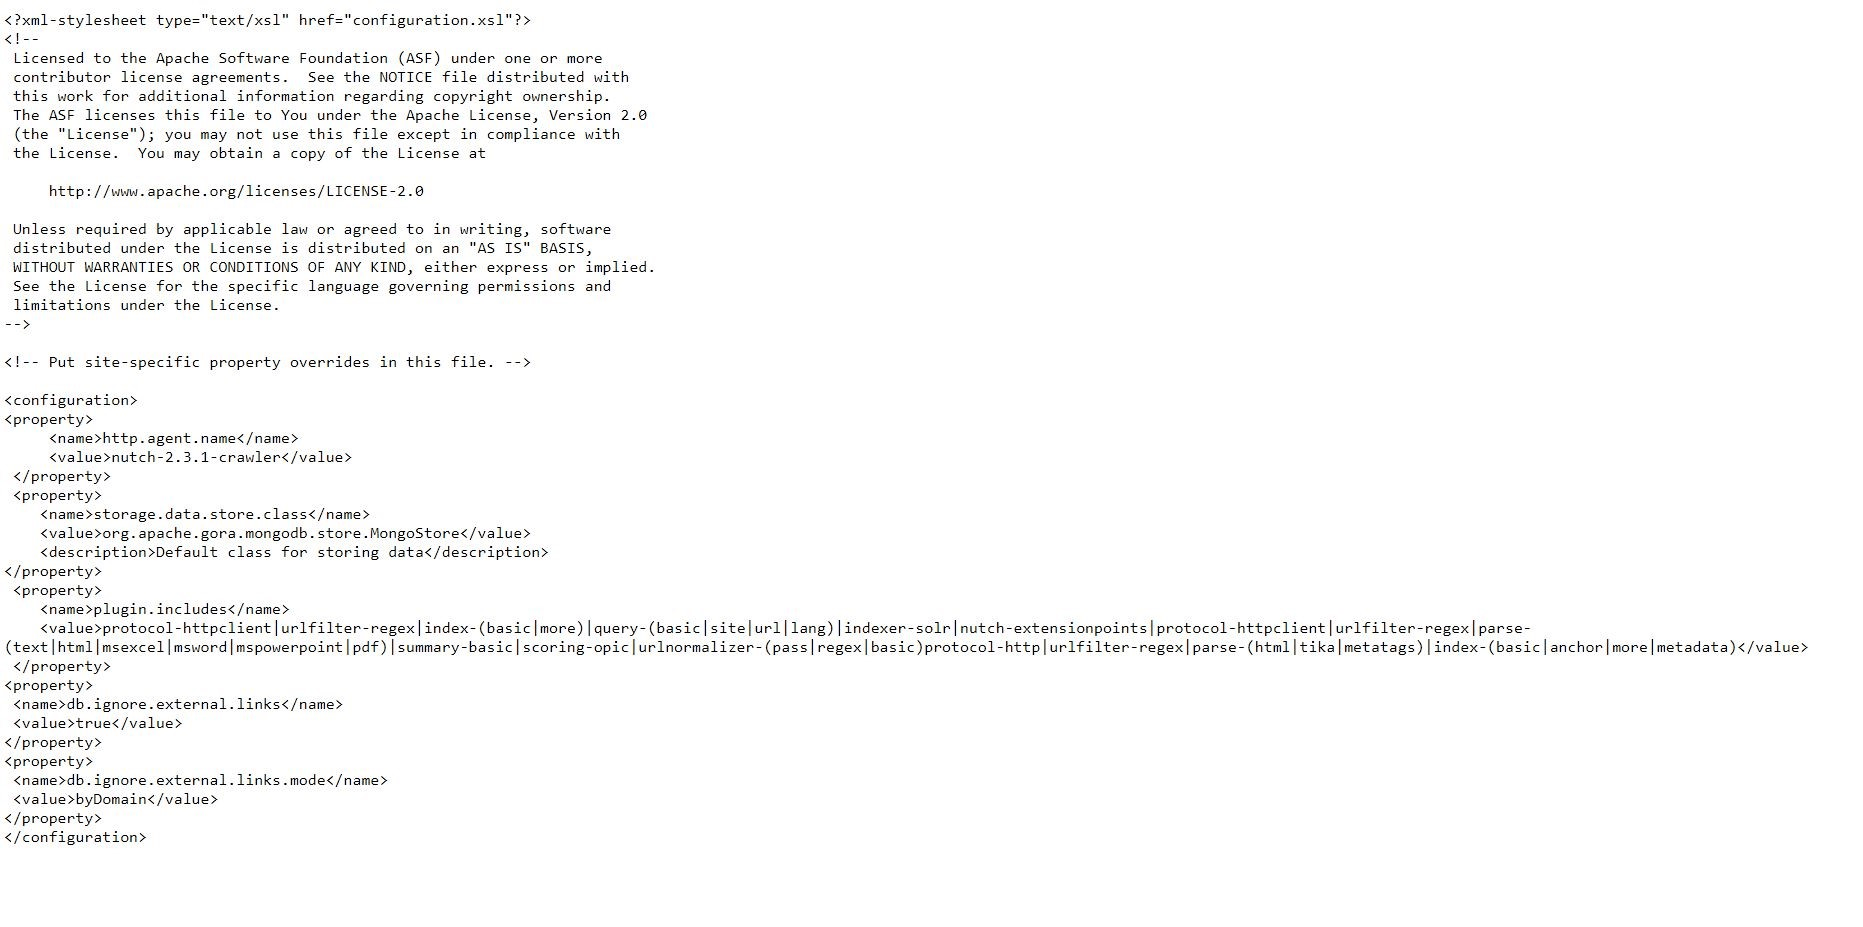 <?xml-stylesheet type="text/xsl" href="configuration.xsl"?>
<!--
 Licensed to the Apache Software Foundation (ASF) under one or more
 contributor license agreements.  See the NOTICE file distributed with
 this work for additional information regarding copyright ownership.
 The ASF licenses this file to You under the Apache License, Version 2.0
 (the "License"); you may not use this file except in compliance with
 the License.  You may obtain a copy of the License at

     http://www.apache.org/licenses/LICENSE-2.0

 Unless required by applicable law or agreed to in writing, software
 distributed under the License is distributed on an "AS IS" BASIS,
 WITHOUT WARRANTIES OR CONDITIONS OF ANY KIND, either express or implied.
 See the License for the specific language governing permissions and
 limitations under the License.
-->

<!-- Put site-specific property overrides in this file. -->

<configuration>
<property>
     <name>http.agent.name</name>
     <value>nutch-2.3.1-crawler</value>
 </property>
 <property>
    <name>storage.data.store.class</name>
    <value>org.apache.gora.mongodb.store.MongoStore</value>
    <description>Default class for storing data</description>
</property>
 <property>
    <name>plugin.includes</name>
    <value>protocol-httpclient|urlfilter-regex|index-(basic|more)|query-(basic|site|url|lang)|indexer-solr|nutch-extensionpoints|protocol-httpclient|urlfilter-regex|parse-
(text|html|msexcel|msword|mspowerpoint|pdf)|summary-basic|scoring-opic|urlnormalizer-(pass|regex|basic)protocol-http|urlfilter-regex|parse-(html|tika|metatags)|index-(basic|anchor|more|metadata)</value>
 </property>
<property>
 <name>db.ignore.external.links</name>
 <value>true</value>
</property>
<property>
 <name>db.ignore.external.links.mode</name>
 <value>byDomain</value>
</property>
</configuration>